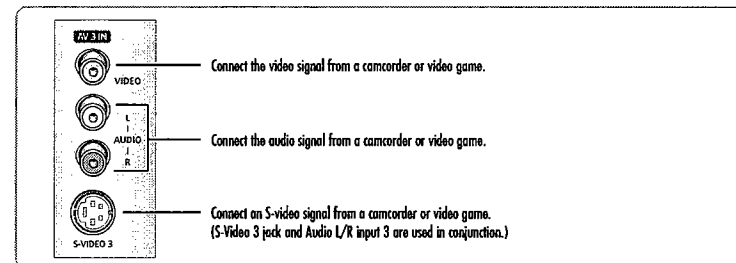 AV 3 IN
VIDEO
Connect the video signal from a camcorder or video game.
L
AUDIO
R
Connect the audio signal from a camcorder or video game.
Connect an S-video signal from a camcorder or video game.
(S-Video 3 jack and Audio L/R input 3 are used in conjunction.)
S-VIDEO 3